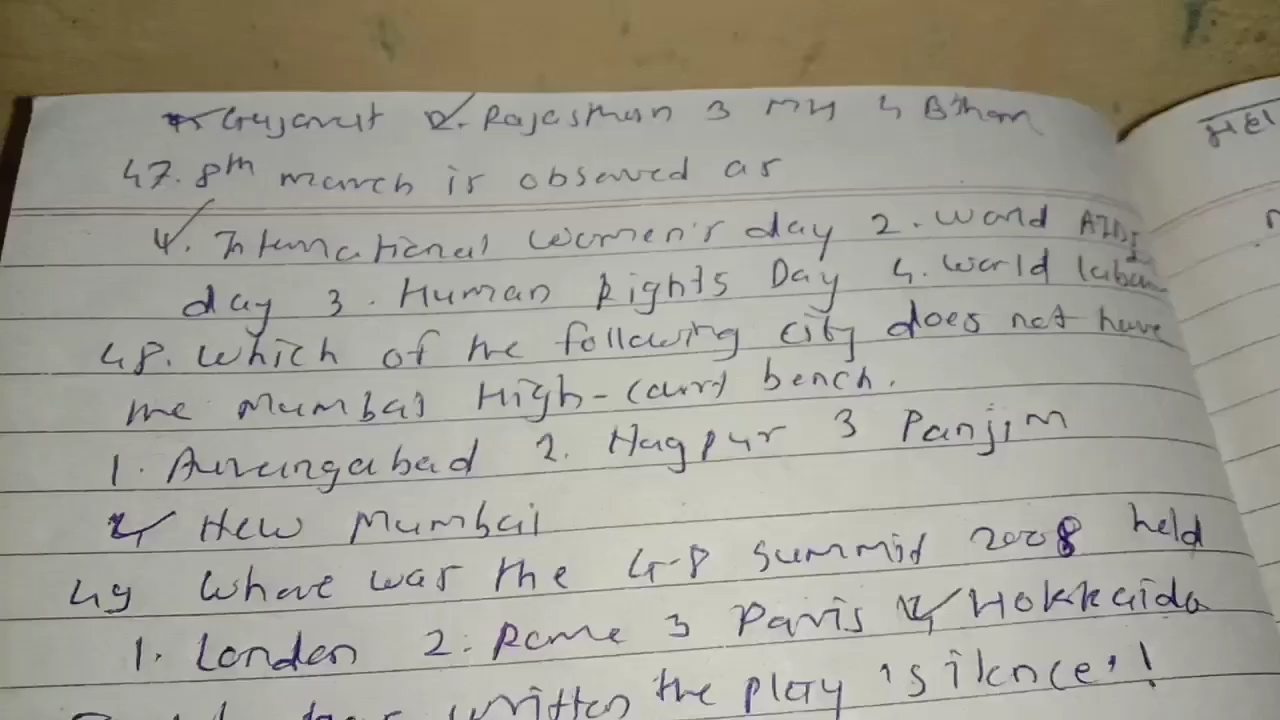 Gujarat 2. Rajasthan 3 MH 4 Bihar
47. 8th march is observed as
1. International women's day 2. World AIDS
day 3. Human Rights Day 4. World labour
48. Which of the following city does not have
the Mumbai High-court bench.
1. Aurangabad 2. Nagpur 3 Panjim
4 New Mumbai
49 Where was the G-8 summit 2008 held
1. London 2. Rome 3 Paris 4 Hokkaido
written the play 'silence'!
महा